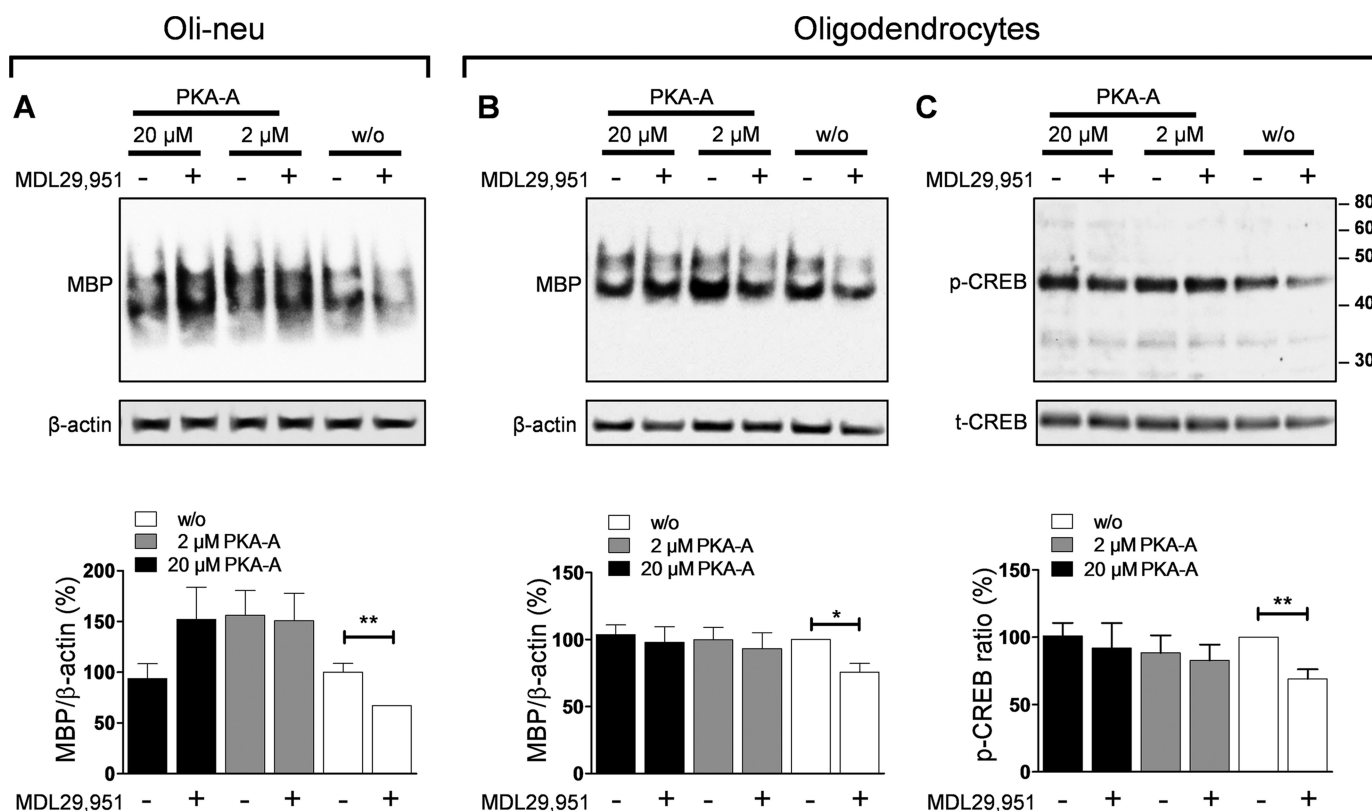 Oli-neu
Oligodendrocytes
A
PKA-A
20 µM 2 µM w/o
MDL29,951 - + - + - +
MBP
β-actin
w/o
2 µM PKA-A
20 µM PKA-A
MBP/β-actin (%)
200
150
100
50
0
**
MDL29,951 - + - + - +
B
PKA-A
20 µM 2 µM w/o
MDL29,951 - + - + - +
MBP
β-actin
w/o
2 µM PKA-A
20 µM PKA-A
MBP/β-actin (%)
150
100
50
0
*
MDL29,951 - + - + - +
C
PKA-A
20 µM 2 µM w/o
MDL29,951 - + - + - +
p-CREB
80
60
50
40
30
t-CREB
w/o
2 µM PKA-A
20 µM PKA-A
p-CREB ratio (%)
150
100
50
0
**
MDL29,951 - + - + - +